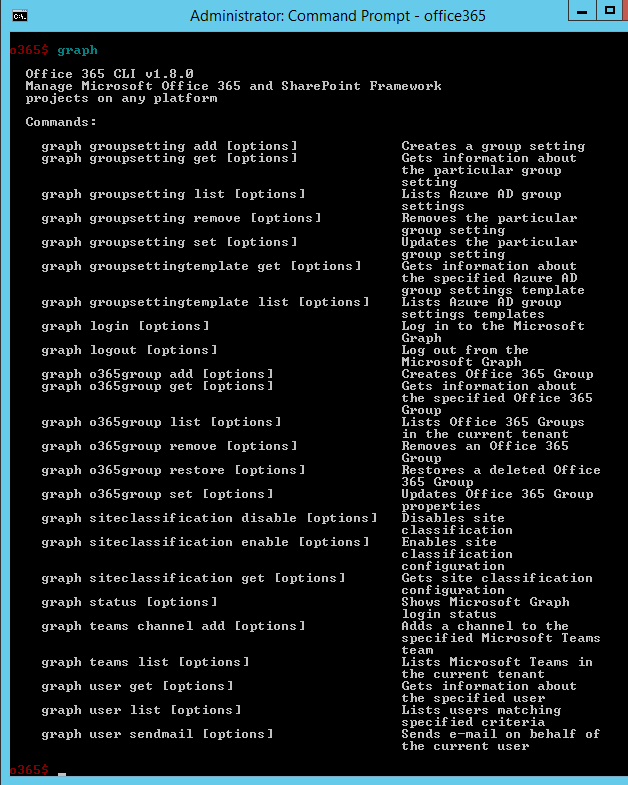 Administrator: Command Prompt - office365
o365$ graph
Office 365 CLI v1.8.0
Manage Microsoft Office 365 and SharePoint Framework
projects on any platform
Commands:
graph groupsetting add [options] Creates a group setting
graph groupsetting get [options] Gets information about
the particular group
setting
graph groupsetting list [options] Lists Azure AD group
settings
graph groupsetting remove [options] Removes the particular
group setting
graph groupsetting set [options] Updates the particular
group setting
graph groupsettingtemplate get [options] Gets information about
the specified Azure AD
group settings template
graph groupsettingtemplate list [options] Lists Azure AD group
settings templates
graph login [options] Log in to the Microsoft
Graph
graph logout [options] Log out from the
Microsoft Graph
graph o365group add [options] Creates Office 365 Group
graph o365group get [options] Gets information about
the specified Office 365
Group
graph o365group list [options] Lists Office 365 Groups
in the current tenant
graph o365group remove [options] Removes an Office 365
Group
graph o365group restore [options] Restores a deleted Office
365 Group
graph o365group set [options] Updates Office 365 Group
properties
graph siteclassification disable [options] Disables site
classification
graph siteclassification enable [options] Enables site
classification
configuration
graph siteclassification get [options] Gets site classification
configuration
graph status [options] Shows Microsoft Graph
login status
graph teams channel add [options] Adds a channel to the
specified Microsoft Teams
team
graph teams list [options] Lists Microsoft Teams in
the current tenant
graph user get [options] Gets information about
the specified user
graph user list [options] Lists users matching
specified criteria
graph user sendmail [options] Sends e-mail on behalf of
the current user
o365$